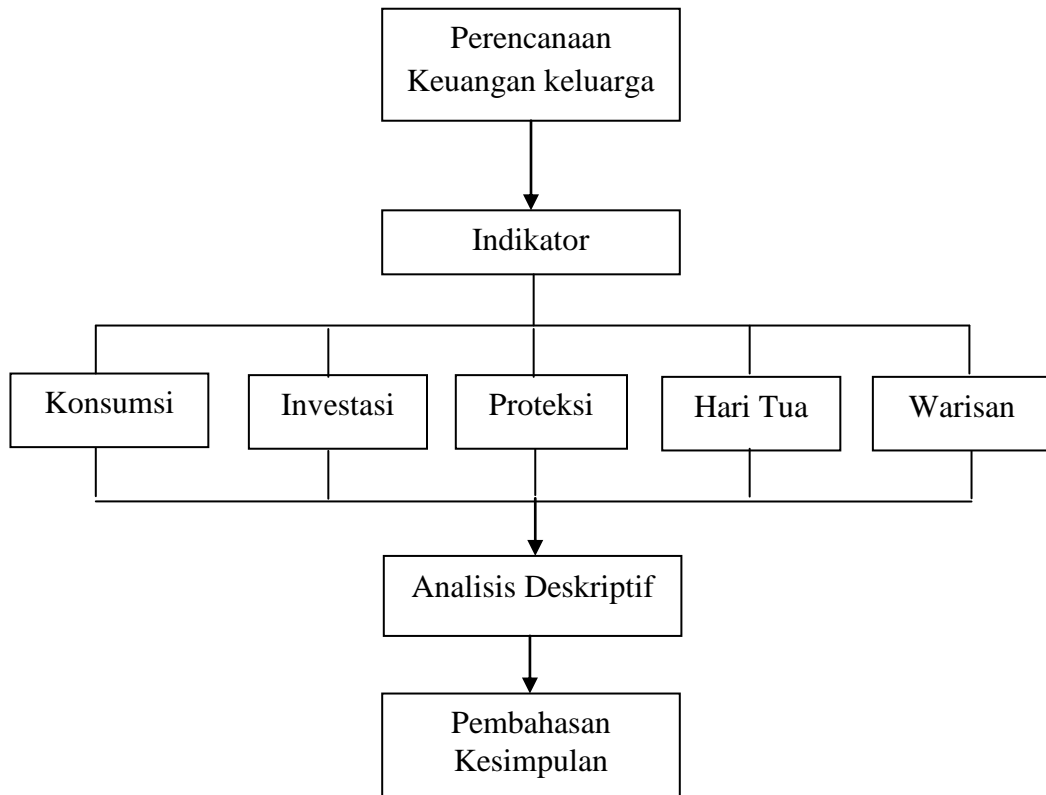 Perencanaan
Keuangan keluarga
Indikator
Konsumsi
Investasi
Proteksi
Hari Tua
Warisan
Analisis Deskriptif
Pembahasan
Kesimpulan